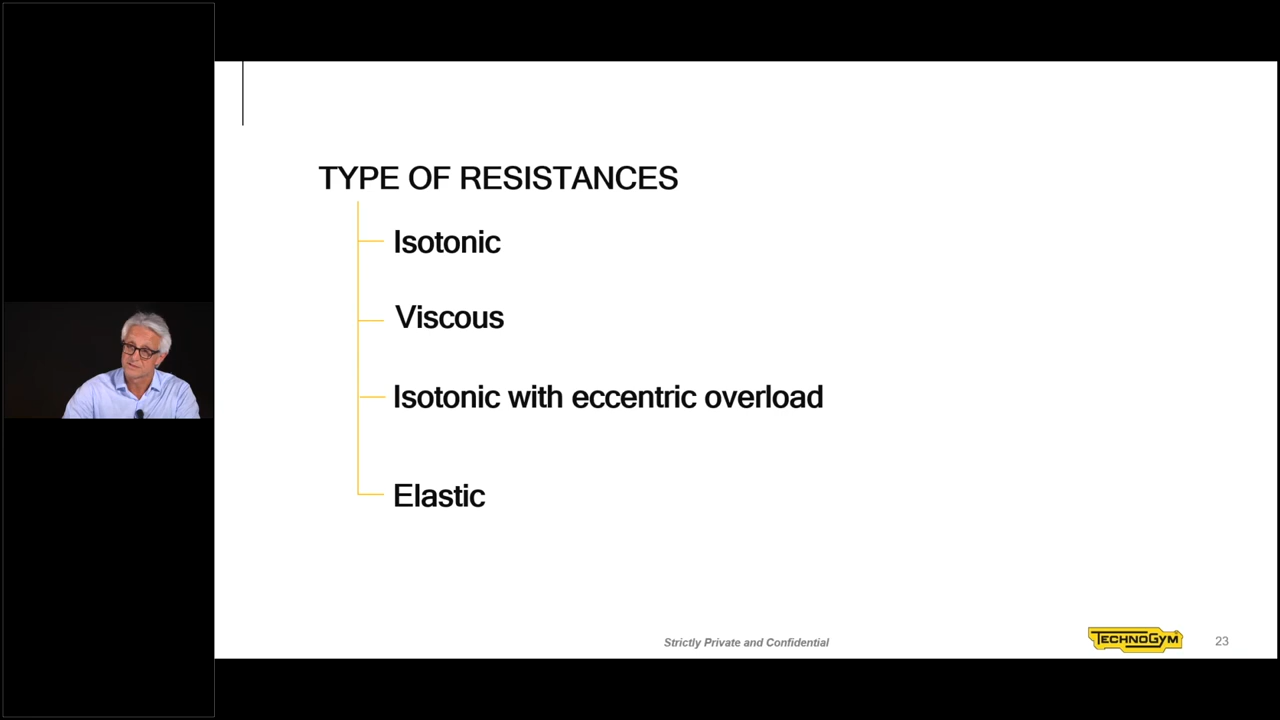 TYPE OF RESISTANCES
Isotonic
Viscous
Isotonic with eccentric overload
Elastic
Strictly Private and Confidential
TECHNOGYM
23